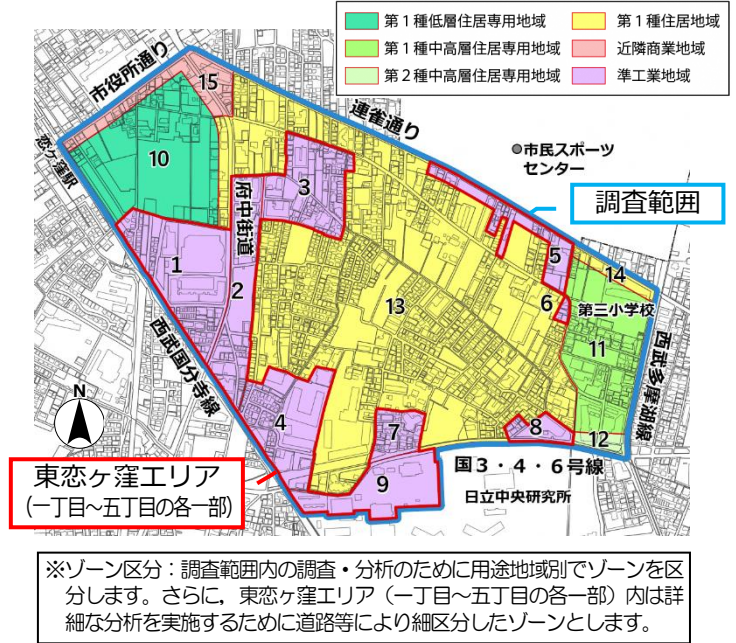 第1種低層住居専用地域
第1種住居地域
第1種中高層住居専用地域
近隣商業地域
第2種中高層住居専用地域
準工業地域
市役所通り
15
連雀通り
恋ヶ窪駅
10
市民スポーツ
センター
3
府中街道
調査範囲
1
5
14
2
6
第三小学校
13
11
西武国分寺線
西武多摩湖線
N
4
7
8
12
東恋ヶ窪エリア
(一丁目～五丁目の各一部)
9
国3・4・6号線
日立中央研究所
※ゾーン区分：調査範囲内の調査・分析のために用途地域別でゾーンを区
分します。さらに，東恋ヶ窪エリア（一丁目～五丁目の各一部）内は詳
細な分析を実施するために道路等により細区分したゾーンとします。